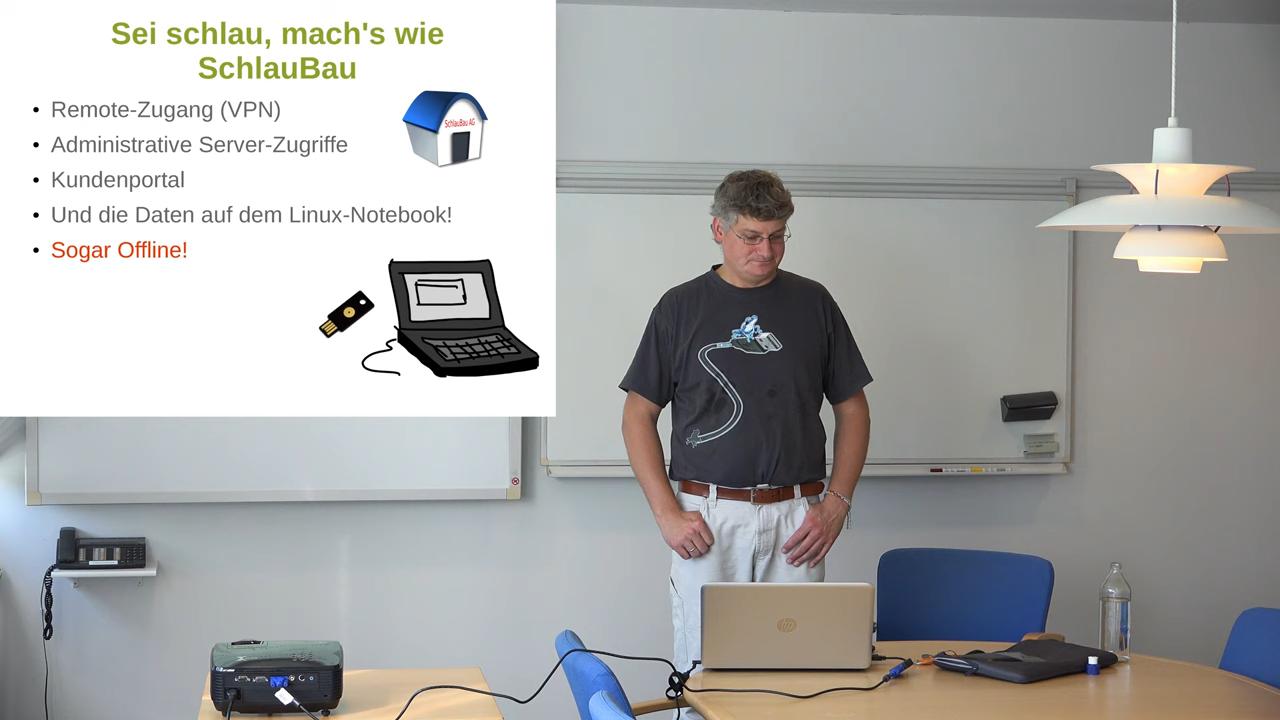 Sei schlau, mach's wie
SchlauBau
• Remote-Zugang (VPN)
• Administrative Server-Zugriffe
• Kundenportal
• Und die Daten auf dem Linux-Notebook!
• Sogar Offline!
SchlauBau AG
hp